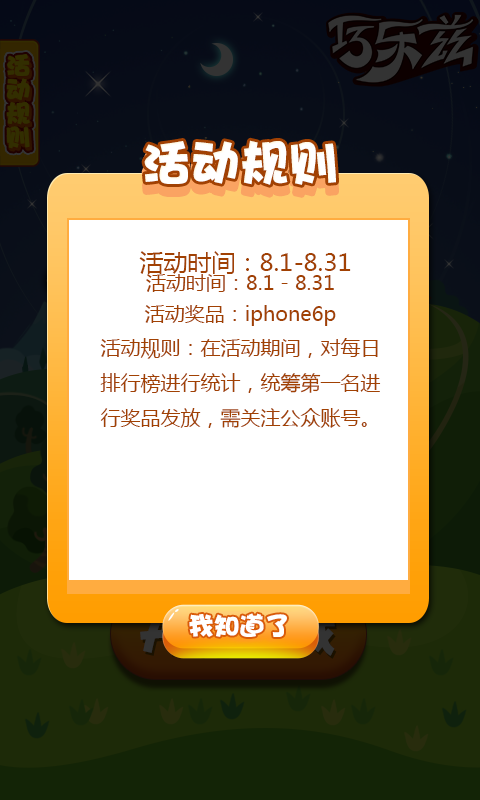 巧乐兹
活动规则
活动规则
活动时间：8.1-8.31
活动时间：8.1 - 8.31
活动奖品：iphone6p
活动规则：在活动期间，对每日
排行榜进行统计，统筹第一名进
行奖品发放，需关注公众账号。
我知道了